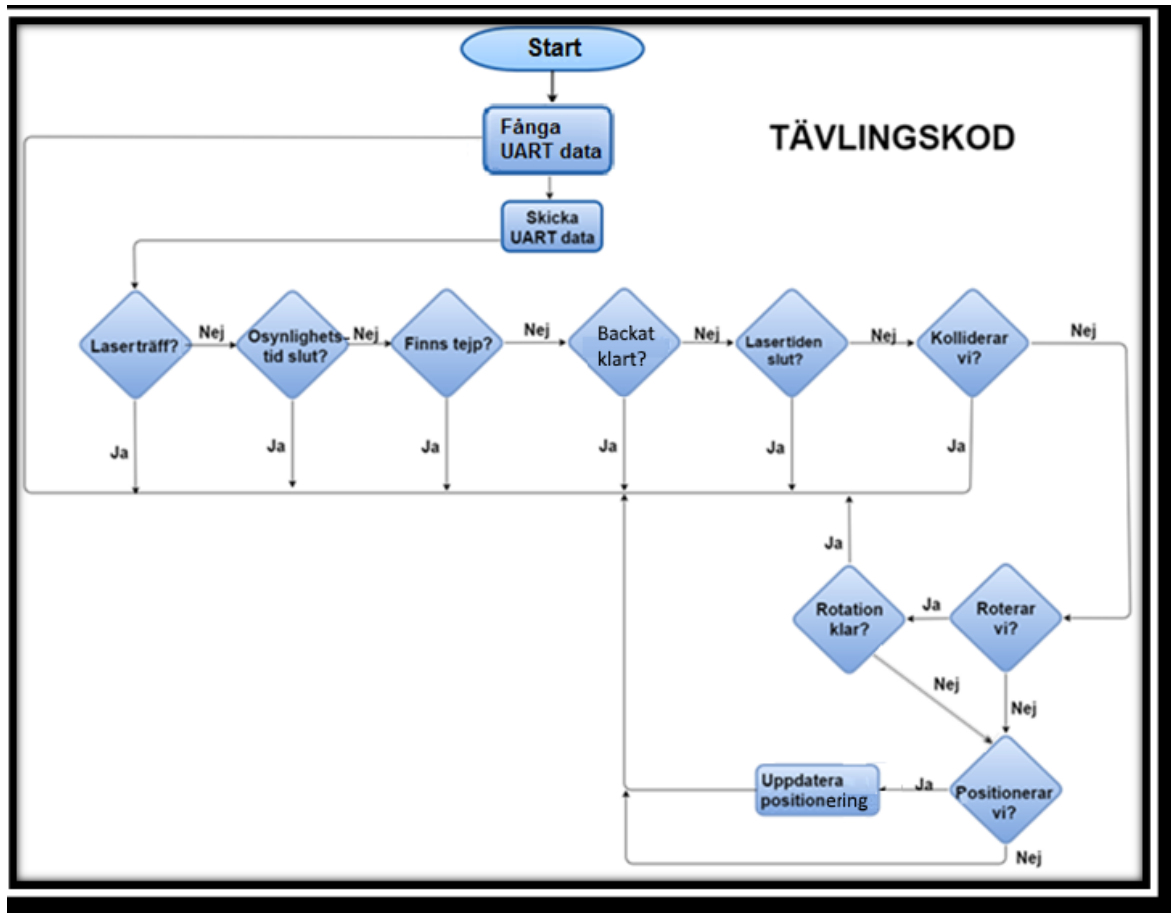 Start
Fånga
UART data
TÄVLINGSKOD
Skicka
UART data
Laserträff?
Nej
Osynlighets-
tid slut?
Nej
Finns tejp?
Nej
Backat
klart?
Nej
Lasertiden
slut?
Nej
Kolliderar
vi?
Nej
Ja
Ja
Ja
Ja
Ja
Ja
Ja
Rotation
klar?
Ja
Roterar
vi?
Nej
Nej
Uppdatera
positionering
Ja
Positionerar
vi?
Nej